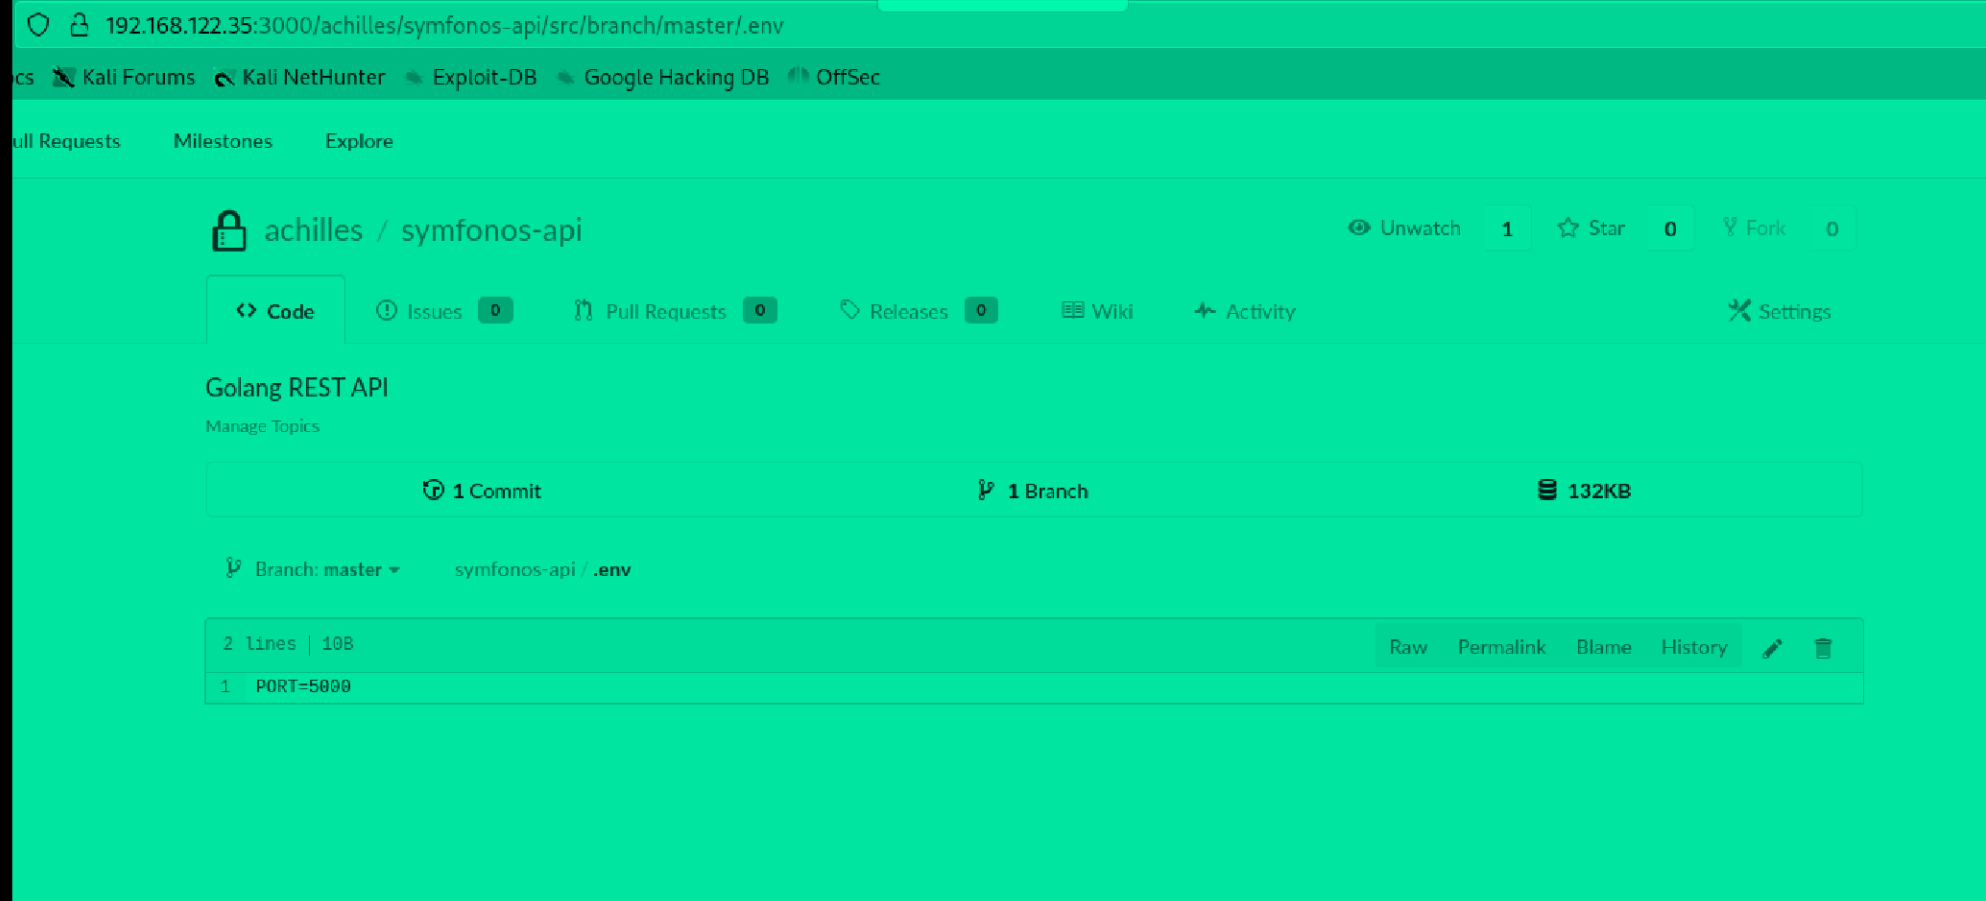 192.168.122.35:3000/achilles/symfonos-api/src/branch/master/.env
cs Kali Forums Kali NetHunter Exploit-DB Google Hacking DB OffSec
ull Requests Milestones Explore
achilles / symfonos-api Unwatch 1 Star 0 Fork 0
Code Issues 0 Pull Requests 0 Releases 0 Wiki Activity Settings
Golang REST API
Manage Topics
1 Commit 1 Branch 132KB
Branch: master symfonos-api / .env
2 lines | 10B Raw Permalink Blame History
1 PORT=5000